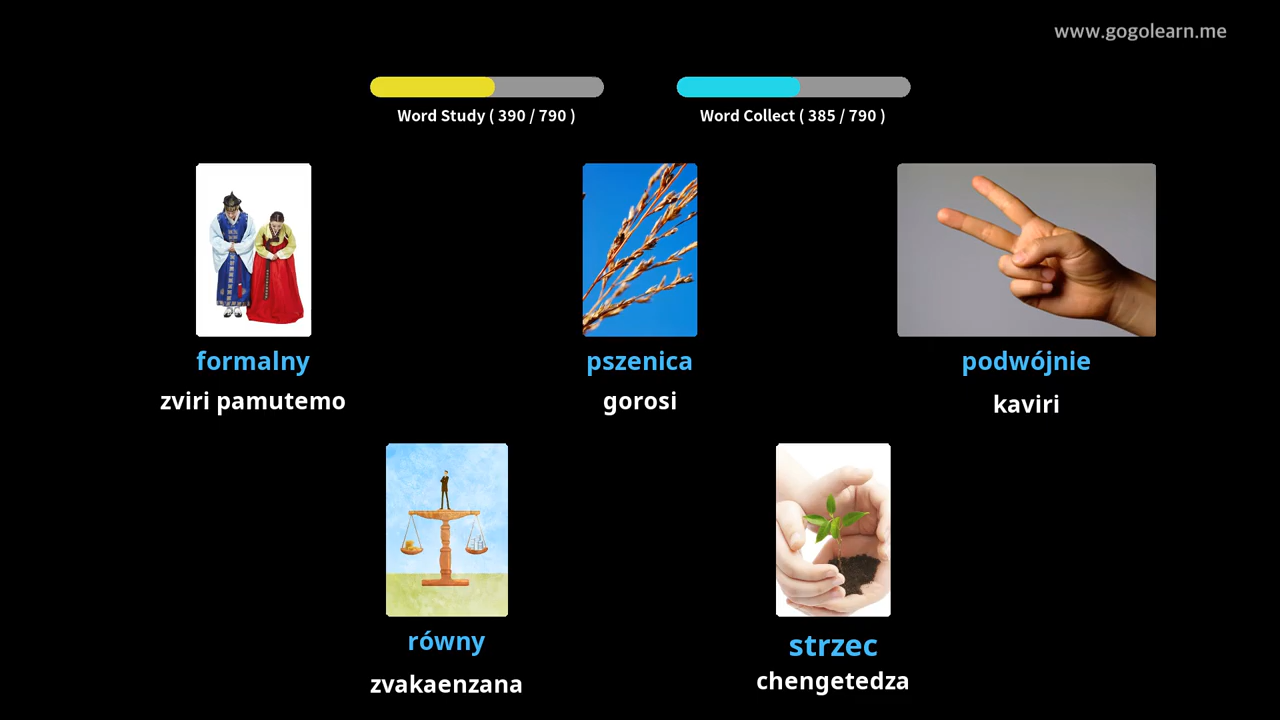 www.gogolearn.me
Word Study ( 390 / 790 )
Word Collect ( 385 / 790 )
formalny
zviri pamutemo
pszenica
gorosi
podwójnie
kaviri
równy
zvakaenzana
strzec
chengetedza